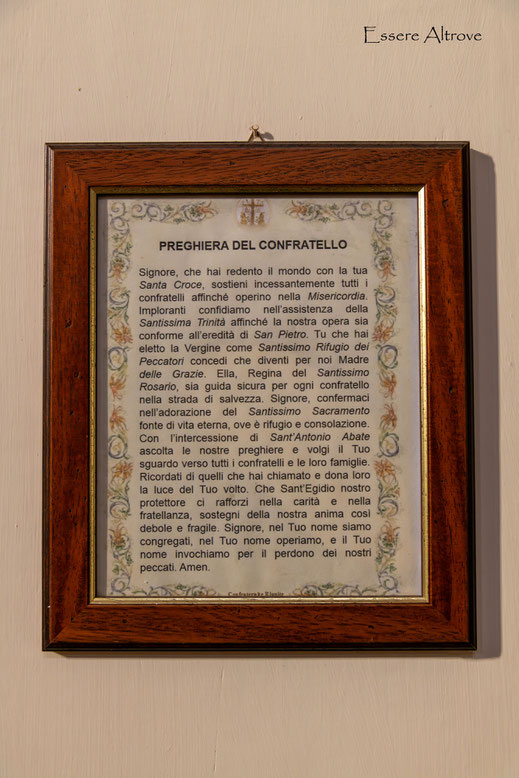 Essere Altrove
PREGHIERA DEL CONFRATELLO
Signore, che hai redento il mondo con la tua
Santa Croce, sostieni incessantemente tutti i
confratelli affinché operino nella Misericordia.
Imploranti confidiamo nell'assistenza della
Santissima Trinità affinché la nostra opera sia
conforme all'eredità di San Pietro. Tu che hai
eletto la Vergine come Santissimo Rifugio dei
Peccatori concedi che diventi per noi Madre
delle Grazie. Ella, Regina del Santissimo
Rosario, sia guida sicura per ogni confratello
nella strada di salvezza. Signore, confermaci
nell'adorazione del Santissimo Sacramento
fonte di vita eterna, ove è rifugio e consolazione.
Con l'intercessione di Sant'Antonio Abate
ascolta le nostre preghiere e volgi il Tuo
sguardo verso tutti i confratelli e le loro famiglie.
Ricordati di quelli che hai chiamato e dona loro
la luce del Tuo volto. Che Sant'Egidio nostro
protettore ci rafforzi nella carità e nella
fratellanza, sostegni della nostra anima così
debole e fragile. Signore, nel Tuo nome siamo
congregati, nel Tuo nome operiamo, e il Tuo
nome invochiamo per il perdono dei nostri
peccati. Amen.
Confraternite Riunite